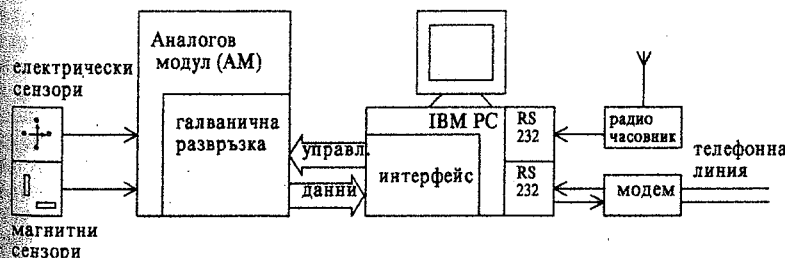 Аналогов
модул (АМ)
електрически
сензори
галванична
развръзка
управл.
данни
IBM PC
интерфейс
RS
232
RS
232
радио
часовник
модем
телефонна
линия
магнитни
сензори